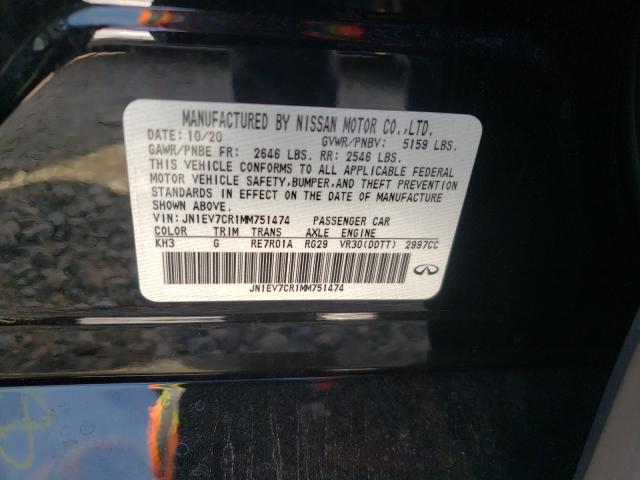 MANUFACTURED BY NISSAN MOTOR CO.,LTD.
DATE: 10/20 GVWR/PNBV: 5159 LBS.
GAWR/PNBE FR: 2646 LBS. RR: 2546 LBS.
THIS VEHICLE CONFORMS TO ALL APPLICABLE FEDERAL
MOTOR VEHICLE SAFETY, BUMPER, AND THEFT PREVENTION
STANDARDS IN EFFECT ON THE DATE OF MANUFACTURE
SHOWN ABOVE.
VIN: JN1EV7CR1MM751474 PASSENGER CAR
COLOR TRIM TRANS AXLE ENGINE
KH3 G RE7R01A RG29 VR30(DDTT) 2997CC
JN1EV7CR1MM751474